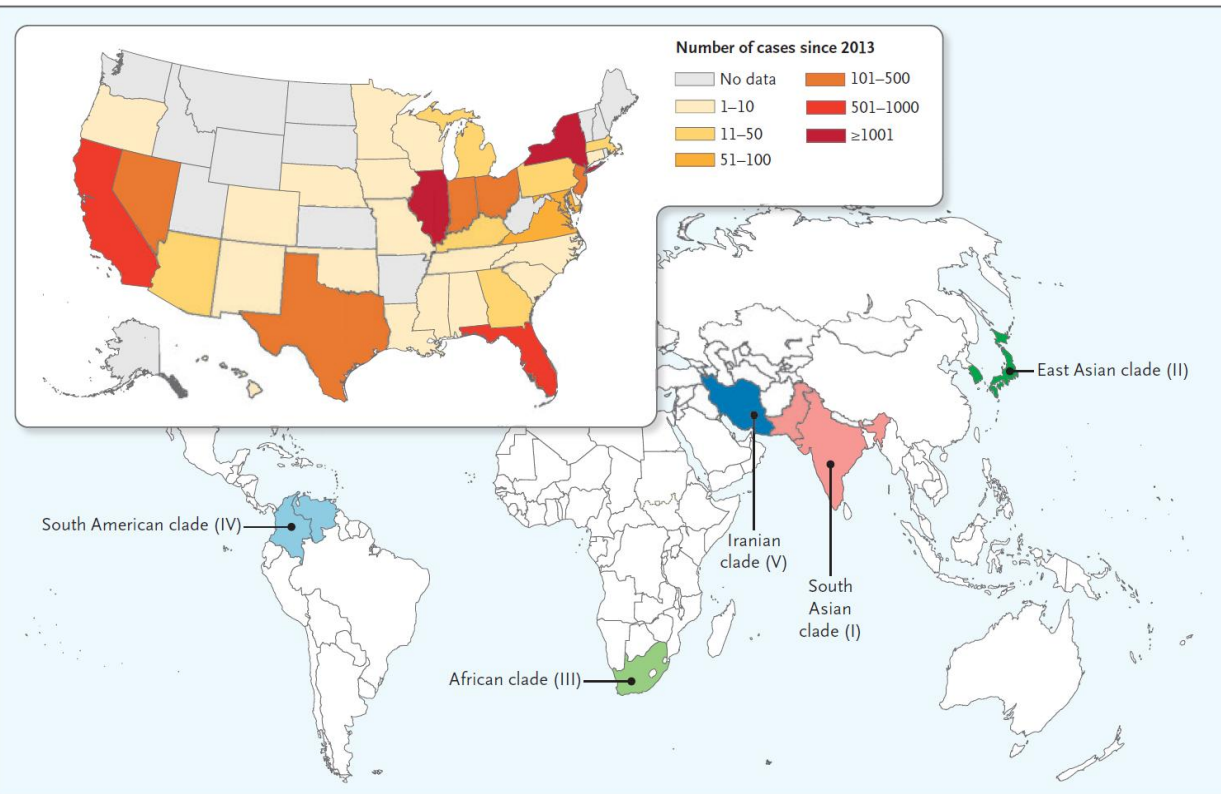 Number of cases since 2013
No data
1–10
11–50
51–100
101–500
501–1000
≥1001
East Asian clade (II)
South American clade (IV)
Iranian
clade (V)
South
Asian
clade (I)
African clade (III)